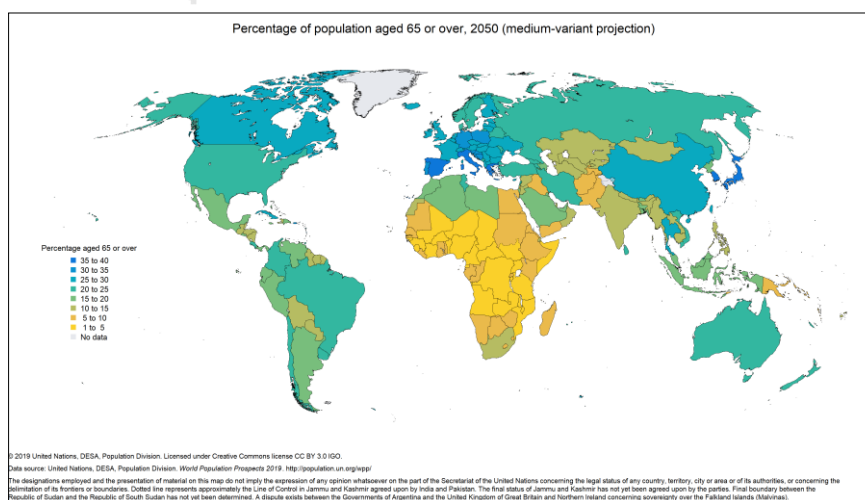 Percentage of population aged 65 or over, 2050 (medium-variant projection)
Percentage aged 65 or over
35 to 40
30 to 35
25 to 30
20 to 25
15 to 20
10 to 15
5 to 10
1 to 5
No data
© 2019 United Nations, DESA, Population Division. Licensed under Creative Commons license CC BY 3.0 IGO.
Data source: United Nations, DESA, Population Division. World Population Prospects 2019. http://population.un.org/wpp/
The designations employed and the presentation of material on this map do not imply the expression of any opinion whatsoever on the part of the Secretariat of the United Nations concerning the legal status of any country, territory, city or area or of its authorities, or concerning the
delimitation of its frontiers or boundaries. Dotted line represents approximately the Line of Control in Jammu and Kashmir agreed upon by India and Pakistan. The final status of Jammu and Kashmir has not yet been agreed upon by the parties. Final boundary between the
Republic of Sudan and the Republic of South Sudan has not yet been determined. A dispute exists between the Governments of Argentina and the United Kingdom of Great Britain and Northern Ireland concerning sovereignty over the Falkland Islands (Malvinas).